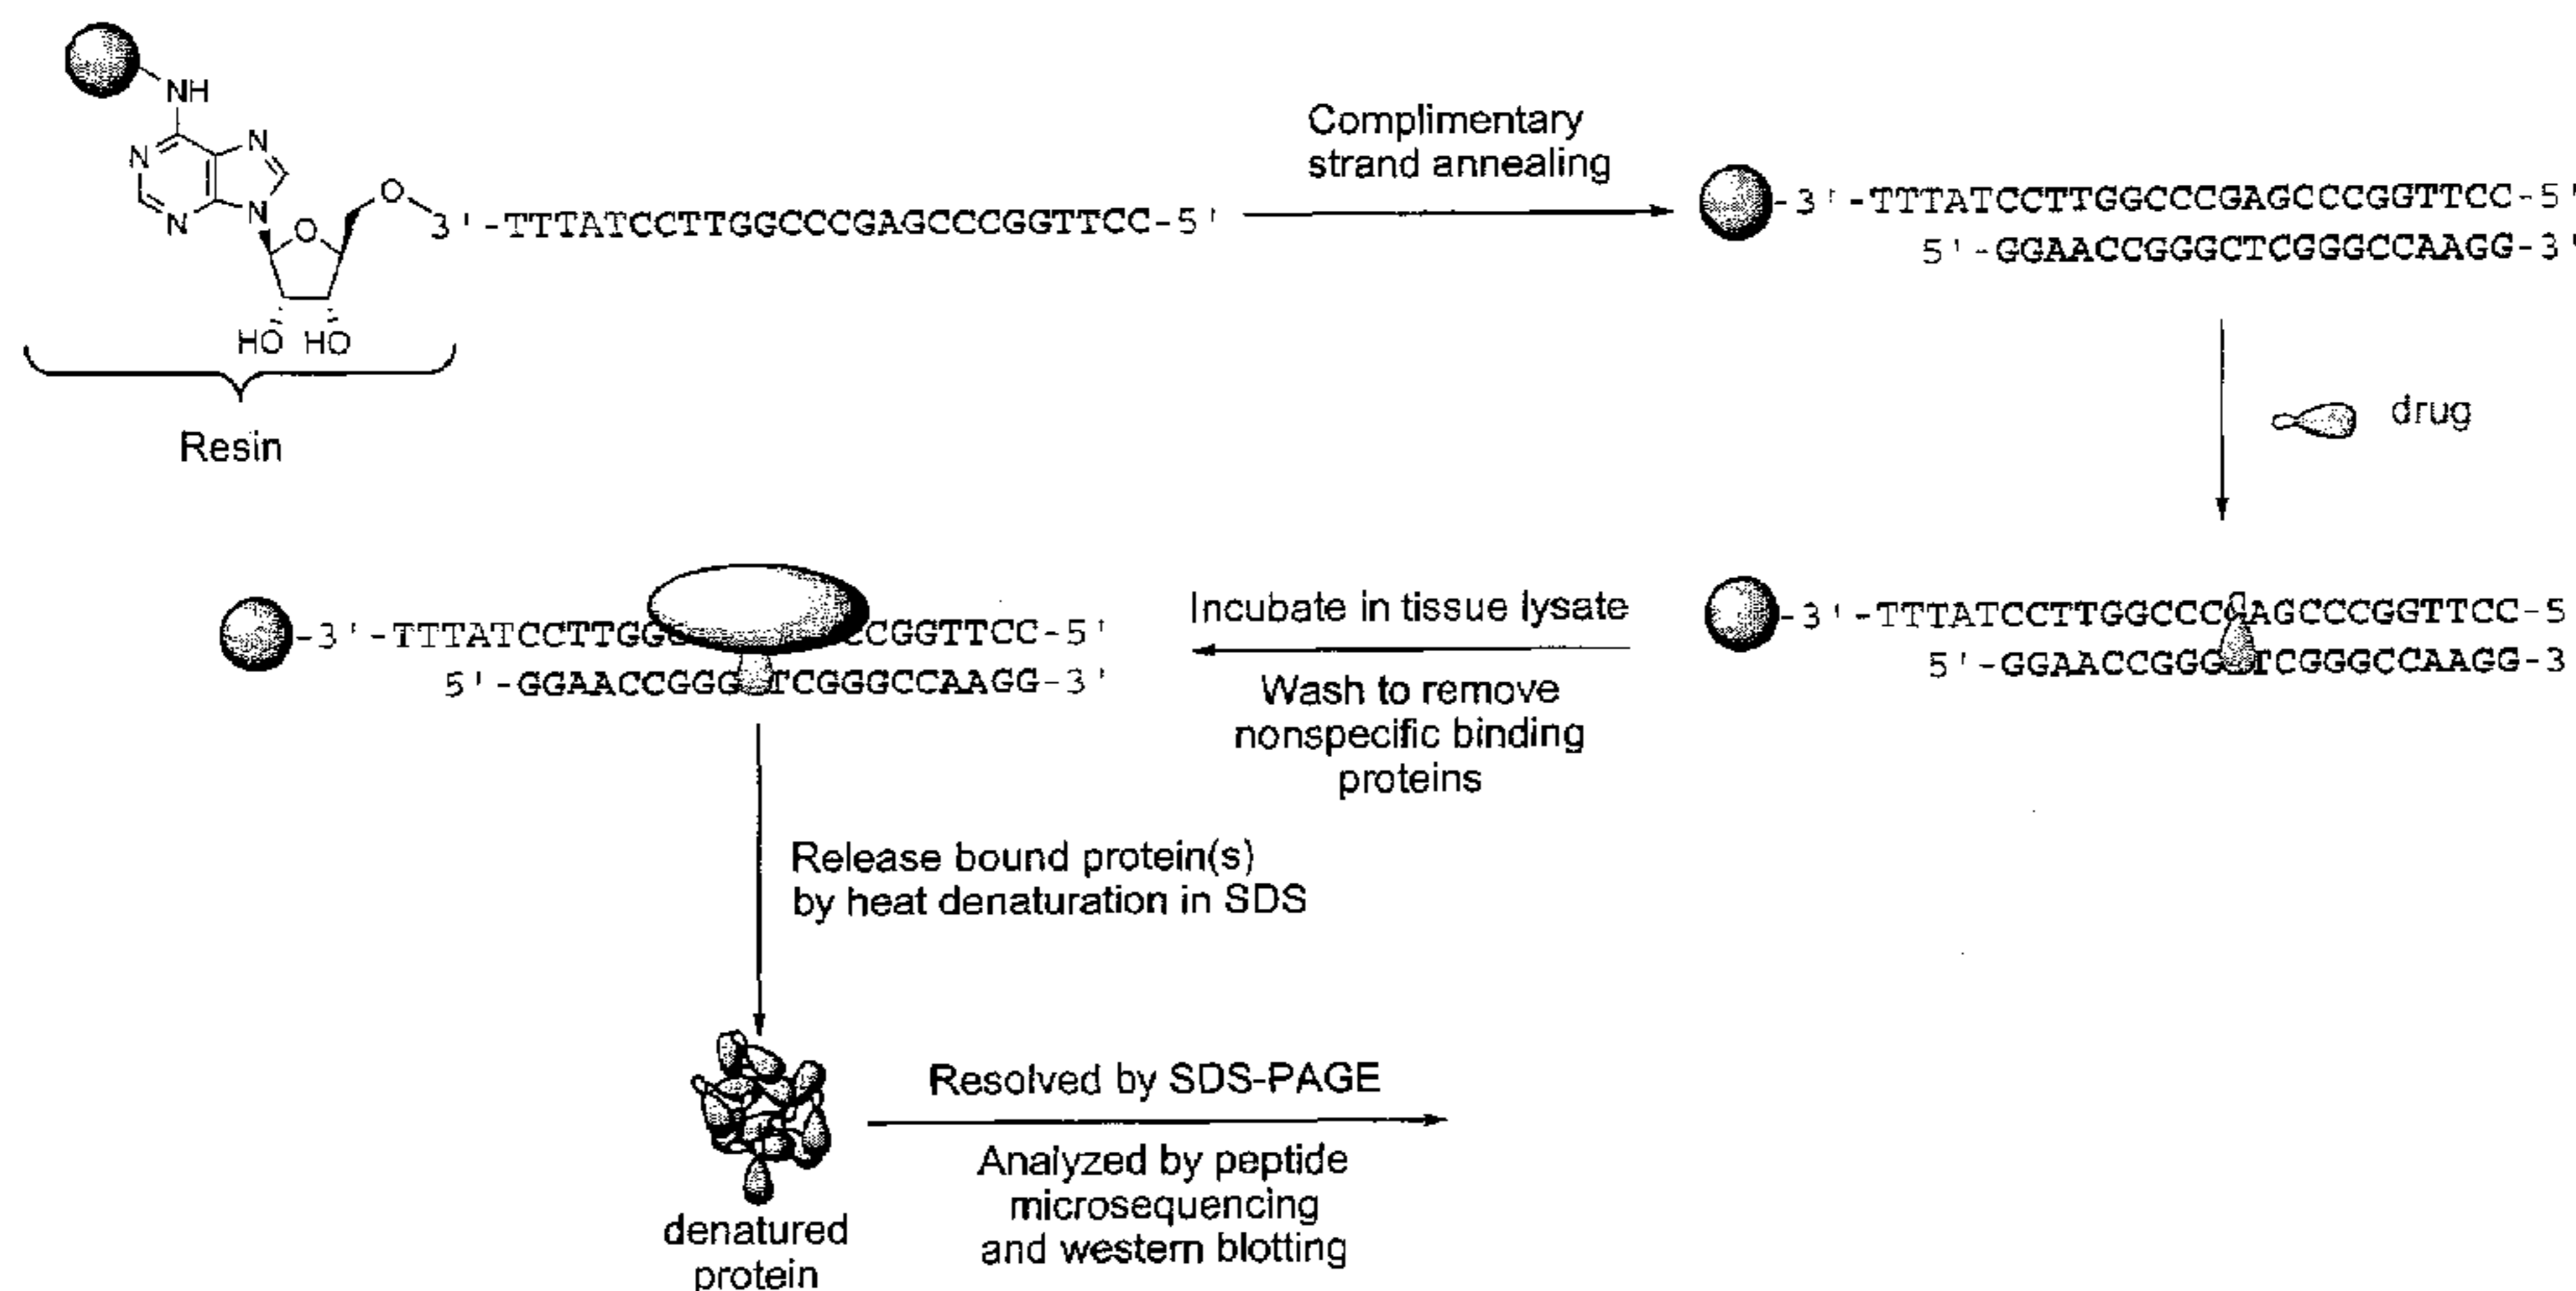 NH
N
N
N
N
O
O
HO HO
Resin
3'-TTTATCCTTGGCCCGAGCCCGGTTCC-5'
Complimentary
strand annealing
3'-TTTATCCTTGGCCCGAGCCCGGTTCC-5'
5'-GGAACCGGGCTCGGGCCAAGG-3'
drug
3'-TTTATCCTTGGCCCGAGCCCGGTTCC-5
5'-GGAACCGGG TCGGGCCAAGG-3
Incubate in tissue lysate
Wash to remove
nonspecific binding
proteins
3'-TTTATCCTTGG CCGGTTCC-5'
5'-GGAACCGGG TCGGGCCAAGG-3'
Release bound protein(s)
by heat denaturation in SDS
denatured
protein
Resolved by SDS-PAGE
Analyzed by peptide
microsequencing
and western blotting